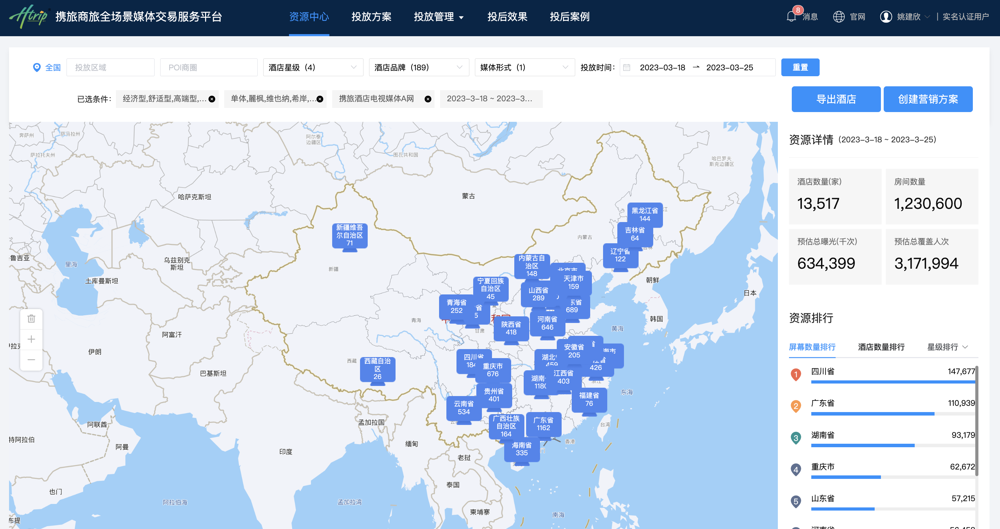 Htrip
携旅商旅全场景媒体交易服务平台
资源中心
投放方案
投放管理
投后效果
投后案例
8
消息
官网
姚建欣
实名认证用户
全国
投放区域
POI商圈
酒店星级（4）
酒店品牌（189）
媒体形式（1）
投放时间：
2023-03-18
2023-03-25
重置
已选条件：
经济型,舒适型,高端型,...
单体,麗枫,维也纳,希岸,...
携旅酒店电视媒体A网
2023-3-18 ~ 2023-3...
导出酒店
创建营销方案
奔萨州
萨马拉州
萨拉托夫州
阿尔泰
边疆区
图瓦共和国
哈巴罗夫
斯克边疆区
哈萨克斯坦
蒙古
黑龙江省
144
江
吉林省
64
吉林
内蒙古
辽宁省
122
新疆维吾
尔自治区
71
新疆
鲁吉亚
里海
乌兹别克
斯坦
土库曼斯坦
内蒙古自
治区
148
北京市
天津市
159
宁夏回族
自治区
45
山西省
289
东省
689
青海省
252
省
5
朝鲜
日本
韩国
青海
甘肃
陕西省
418
河南省
646
黄海
阿富汗
伊拉克
伊朗
巴基斯坦
西藏
西藏自治
区
26
四川省
184
重庆市
676
湖北
459
安徽省
205
省
海市
江省
426
湖南
1180
江西省
403
浙江
东海
贵州省
401
云南省
534
福建省
76
广西壮族
自治区
164
广东省
1162
台湾
香港
门
海南省
335
阿联酋
特阿拉伯
阿曼
孟加拉国
缅甸
印度
老挝
泰国
也门
阿拉伯海
孟加拉湾
柬埔寨
南海
布提
资源详情（2023-3-18 ~ 2023-3-25）
酒店数量(家)
13,517
房间数量
1,230,600
预估总曝光(千次)
634,399
预估总覆盖人次
3,171,994
资源排行
屏幕数量排行
酒店数量排行
星级排行
1
四川省
147,677
2
广东省
110,939
3
湖南省
93,179
4
重庆市
62,672
5
山东省
57,215